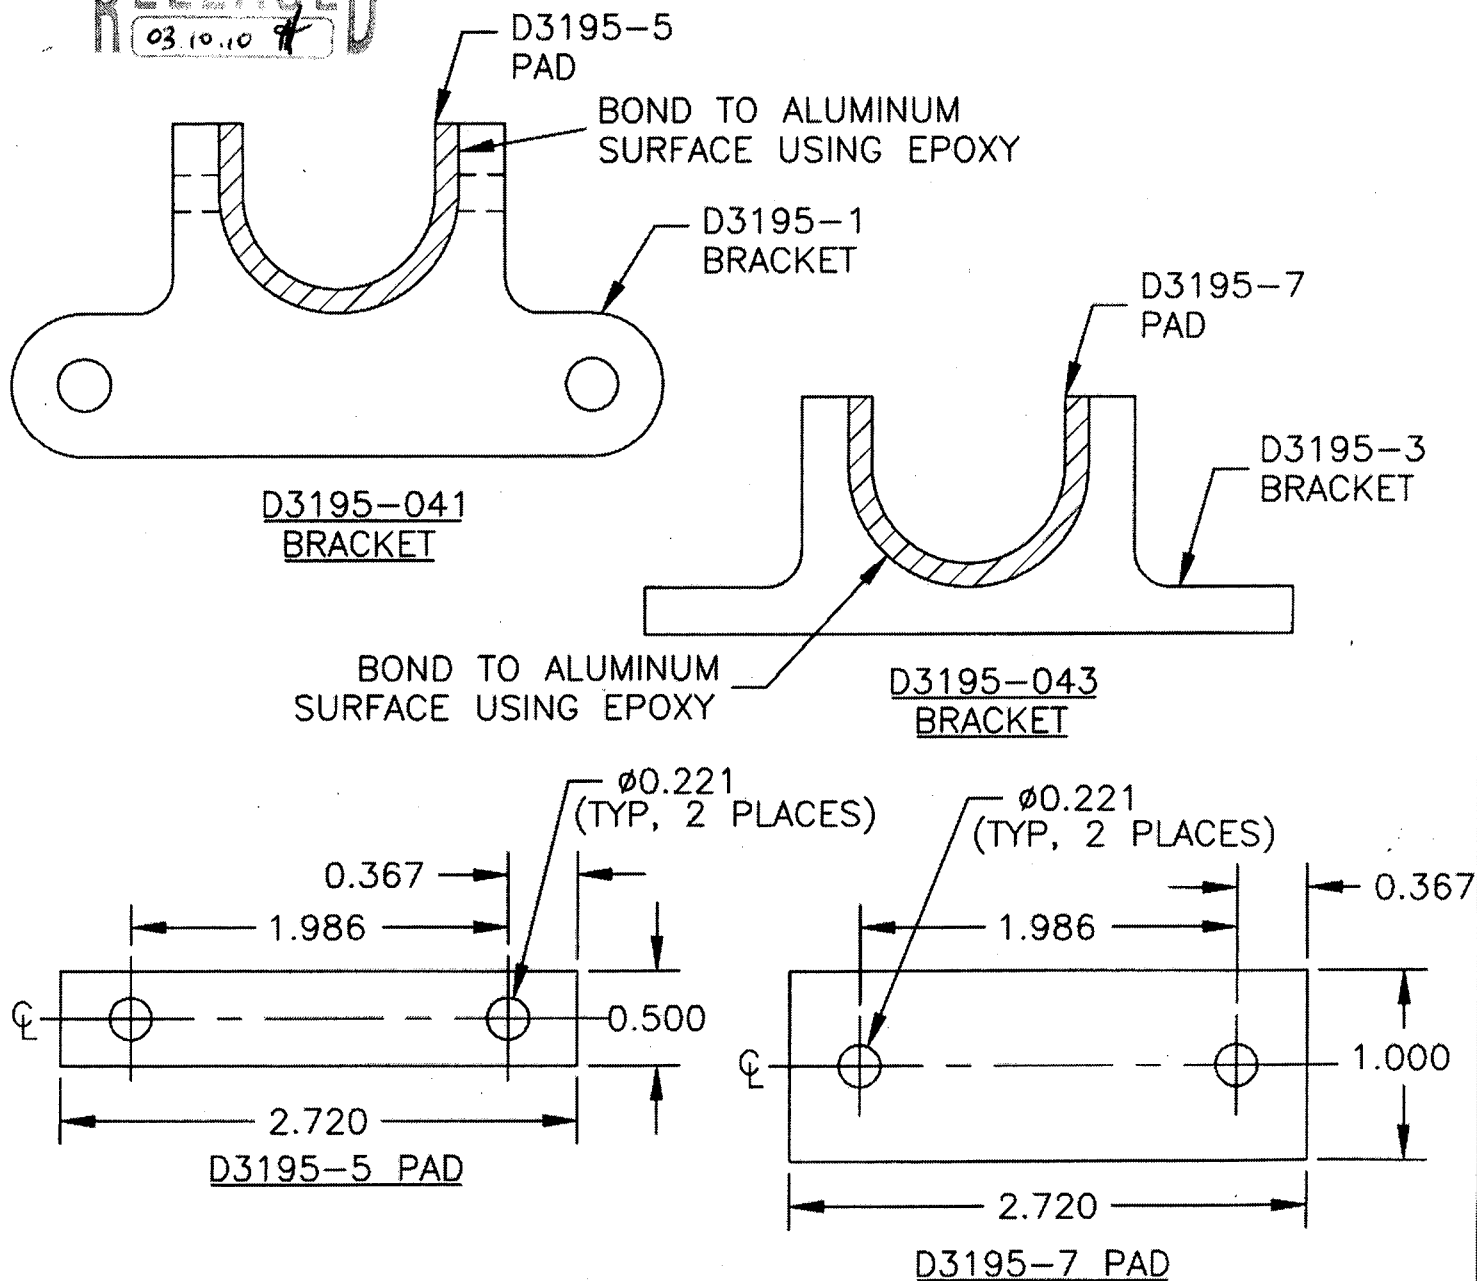 RELEASED
03.10.10
D3195-5
PAD
BOND TO ALUMINUM
SURFACE USING EPOXY
D3195-1
BRACKET
D3195-7
PAD
D3195-3
BRACKET
D3195-041
BRACKET
BOND TO ALUMINUM
SURFACE USING EPOXY
D3195-043
BRACKET
ø0.221
(TYP, 2 PLACES)
0.367
1.986
℄
0.500
2.720
D3195-5 PAD
ø0.221
(TYP, 2 PLACES)
0.367
1.986
℄
1.000
2.720
D3195-7 PAD